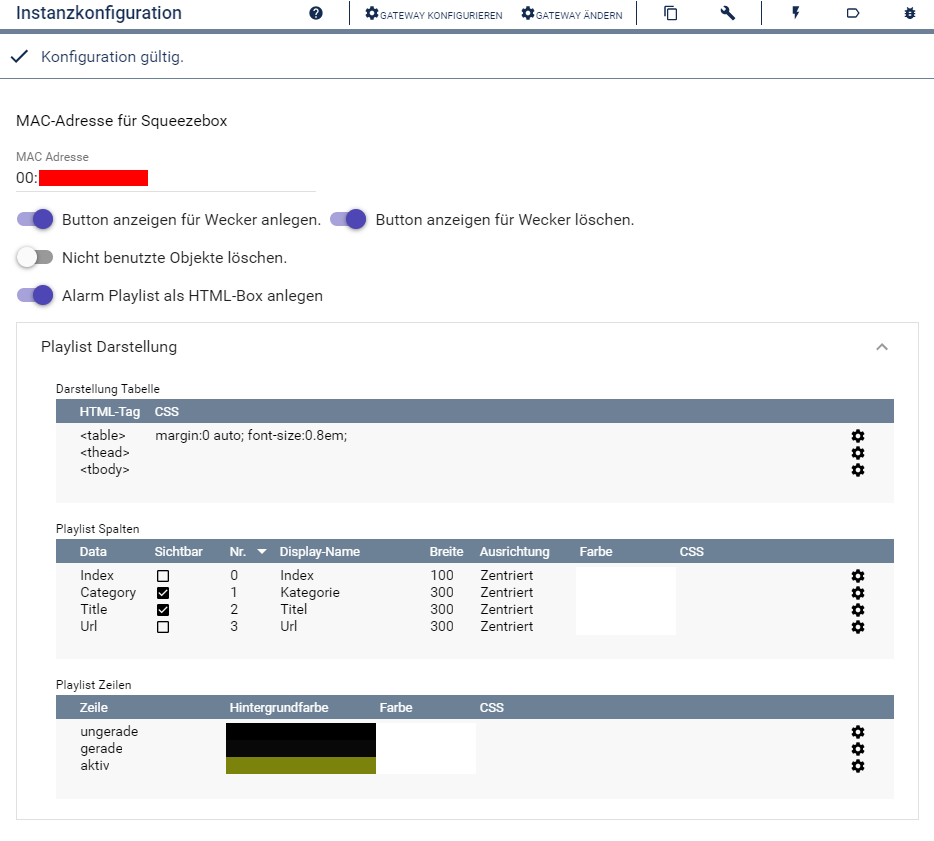 Instanzkonfiguration GATEWAY KONFIGURIEREN GATEWAY ÄNDERN
Konfiguration gültig.
MAC-Adresse für Squeezebox
MAC Adresse
00:
Button anzeigen für Wecker anlegen. Button anzeigen für Wecker löschen.
Nicht benutzte Objekte löschen.
Alarm Playlist als HTML-Box anlegen
Playlist Darstellung
Darstellung Tabelle
HTML-Tag CSS
<table> margin:0 auto; font-size:0.8em;
<thead>
<tbody>
Playlist Spalten
Data Sichtbar Nr. Display-Name Breite Ausrichtung Farbe CSS
Index 0 Index 100 Zentriert
Category 1 Kategorie 300 Zentriert
Title 2 Titel 300 Zentriert
Url 3 Url 300 Zentriert
Playlist Zeilen
Zeile Hintergrundfarbe Farbe CSS
ungerade
gerade
aktiv